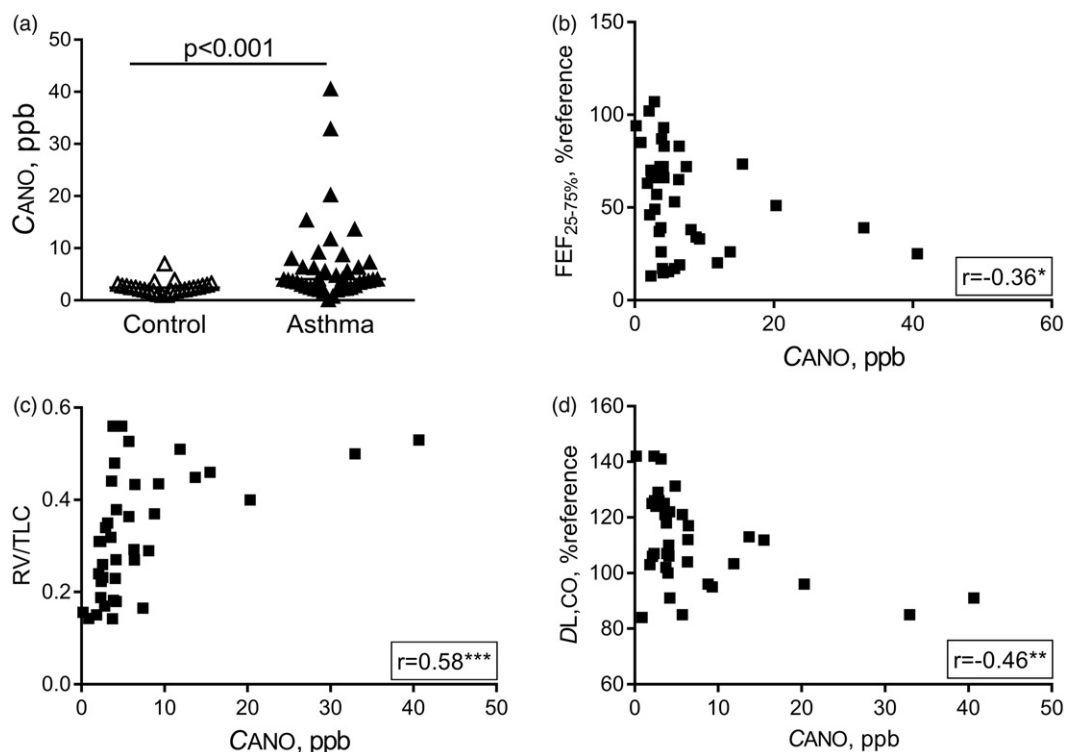 (a)
50
40
30
20
10
0
CANO, ppb
p<0.001
Control Asthma
(b)
150
100
50
0
FEF25-75%, %reference
r=-0.36*
0 20 40 60
CANO, ppb
(c)
0.6
0.4
0.2
0.0
RV/TLC
r=0.58***
0 10 20 30 40 50
CANO, ppb
(d)
160
140
120
100
80
60
DL,CO, %reference
r=-0.46**
0 10 20 30 40 50
CANO, ppb